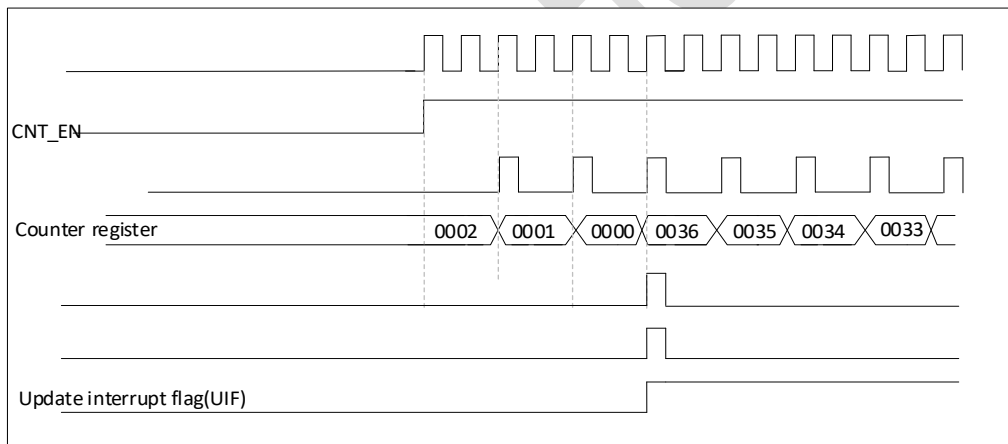 CNT_EN
Counter register 0002 0001 0000 0036 0035 0034 0033
Update interrupt flag(UIF)